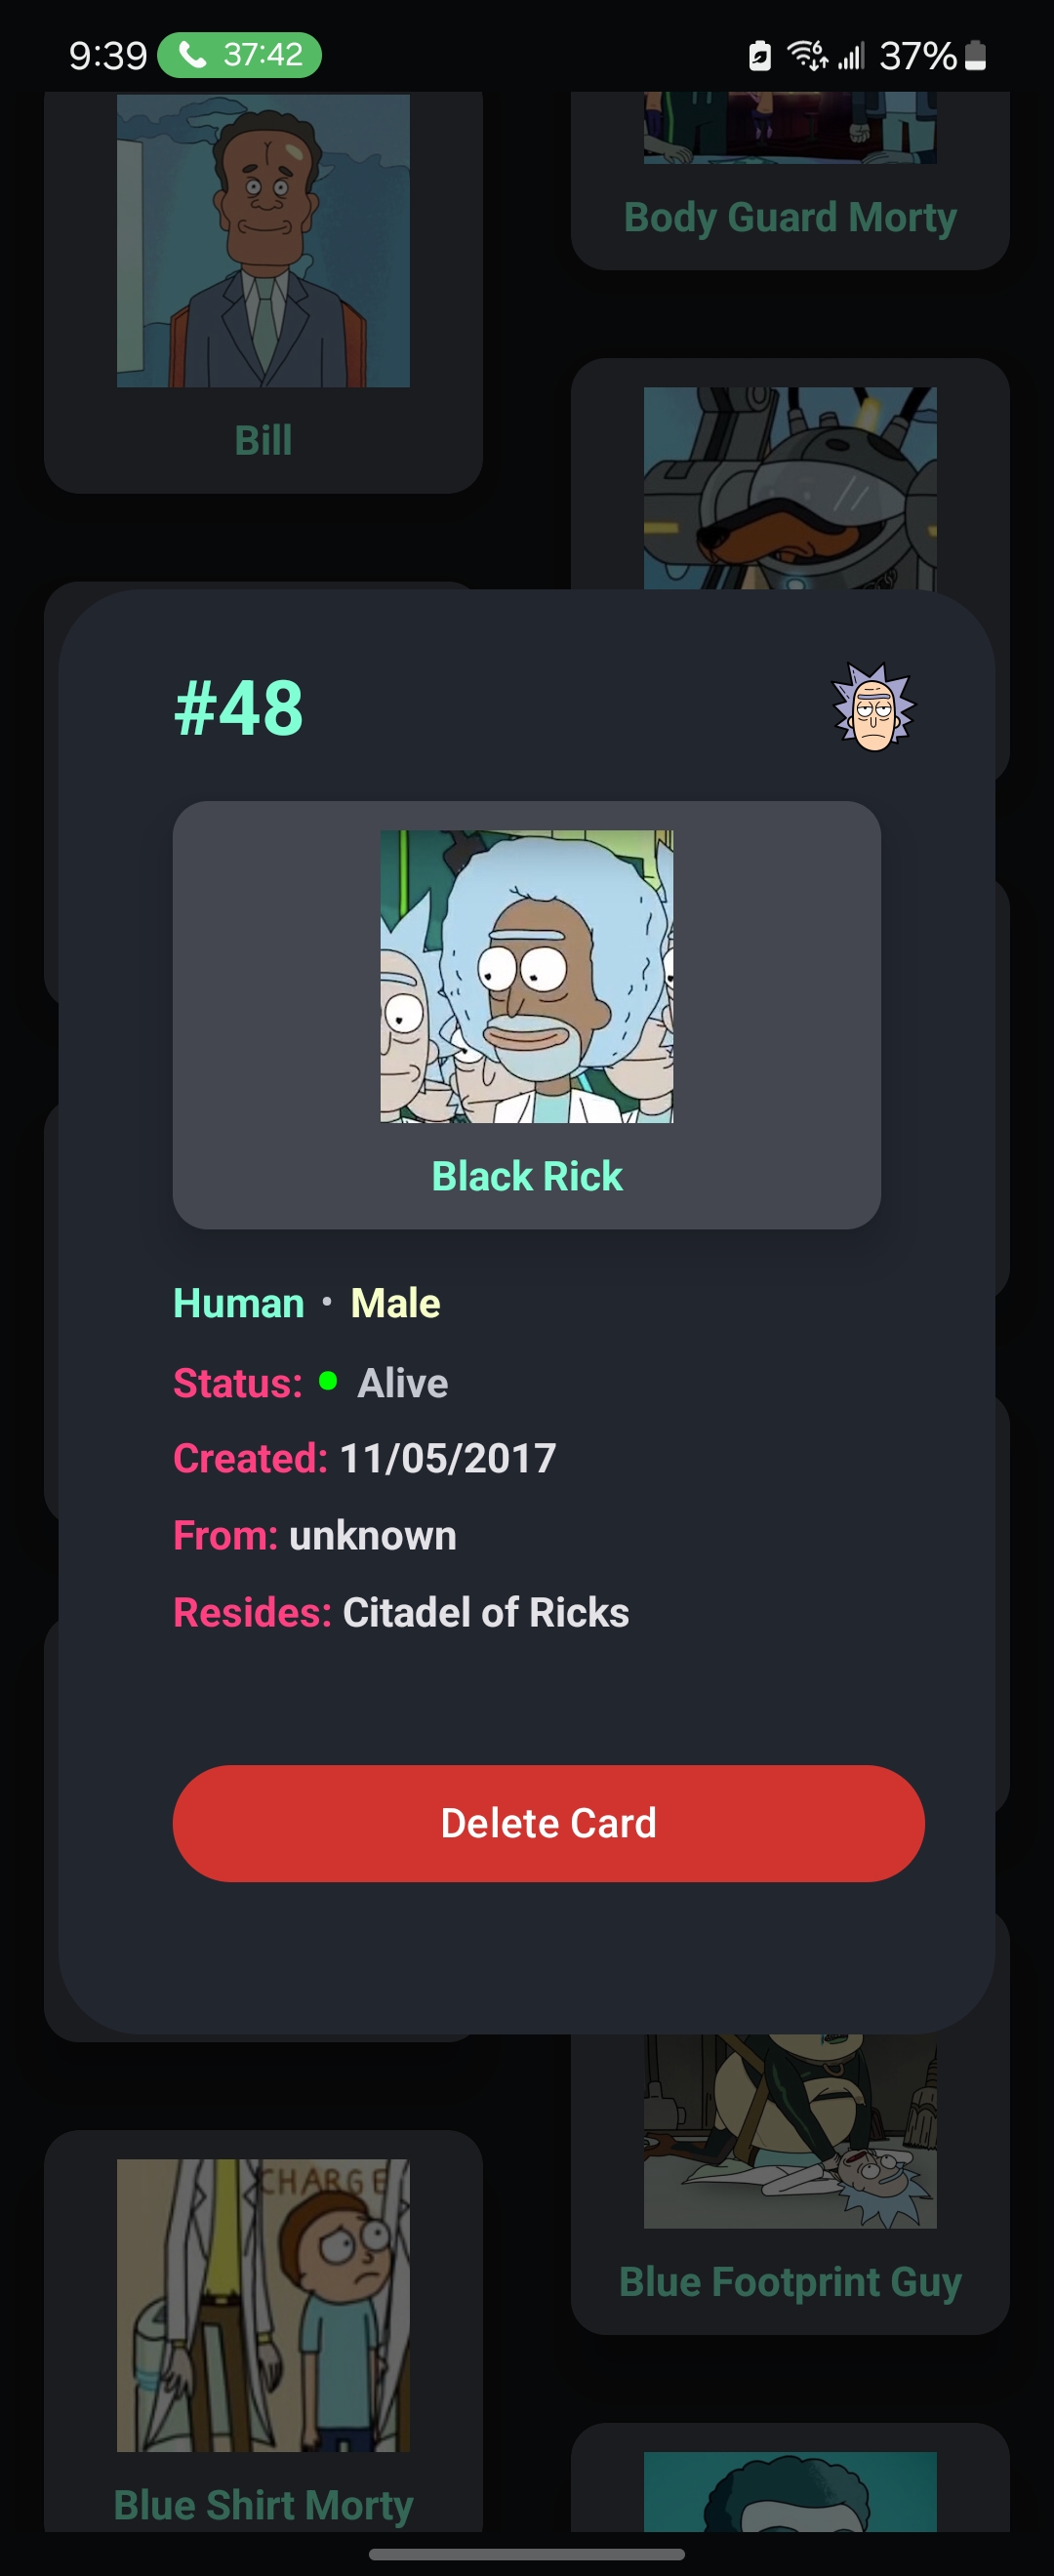 9:39 37:42 37%
Body Guard Morty
Bill
#48
Black Rick
Human • Male
Status: Alive
Created: 11/05/2017
From: unknown
Resides: Citadel of Ricks
Delete Card
CHARGE
Blue Footprint Guy
Blue Shirt Morty